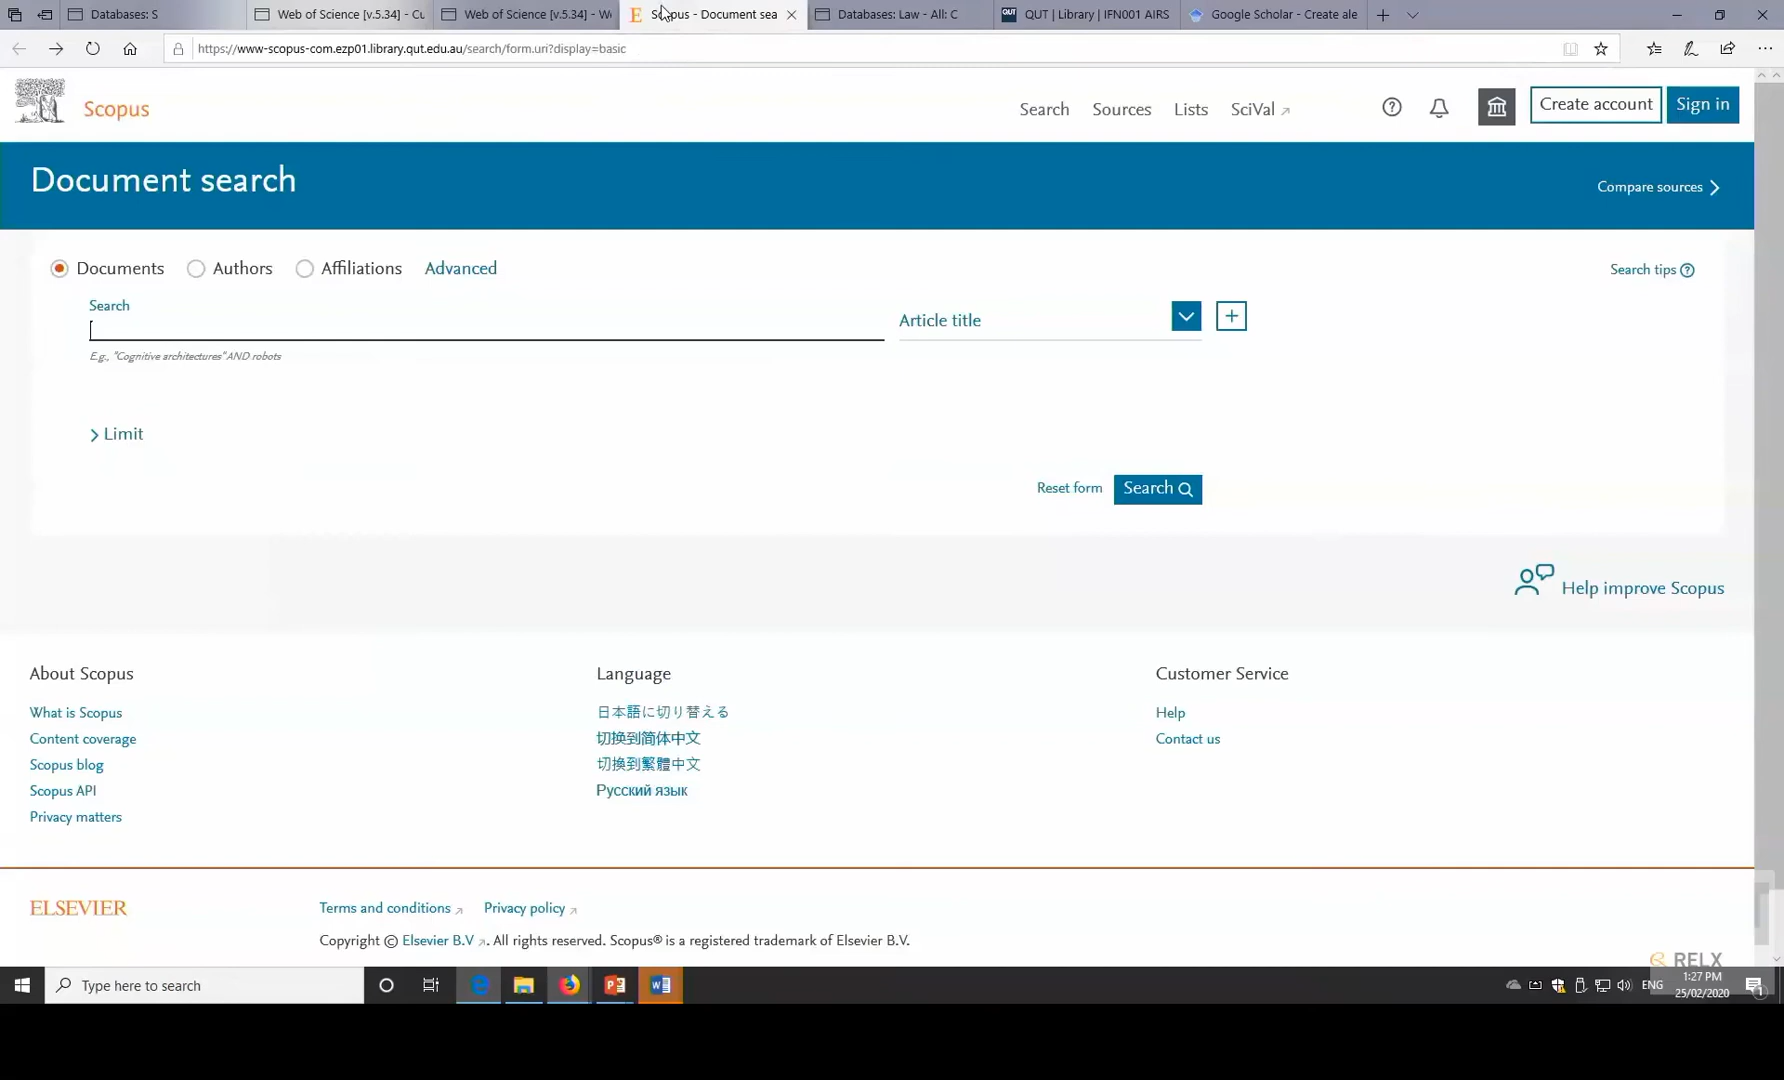 Databases: S
Web of Science [v.5.34] - Cu
Web of Science [v.5.34] - We
Scopus - Document sea
Databases: Law - All: C
QUT | Library | IFN001 AIRS
Google Scholar - Create ale
https://www-scopus-com.ezp01.library.qut.edu.au/search/form.uri?display=basic
Scopus
Search Sources Lists SciVal
Create account
Sign in
Document search
Compare sources
Documents Authors Affiliations Advanced
Search tips
Search
Article title
E.g., "Cognitive architectures" AND robots
Limit
Reset form
Search
Help improve Scopus
About Scopus
What is Scopus
Content coverage
Scopus blog
Scopus API
Privacy matters
Language
日本語に切り替える
切换到简体中文
切換到繁體中文
Русский язык
Customer Service
Help
Contact us
ELSEVIER
Terms and conditions Privacy policy
Copyright © Elsevier B.V. All rights reserved. Scopus® is a registered trademark of Elsevier B.V.
RELX
Type here to search
ENG
1:27 PM
25/02/2020